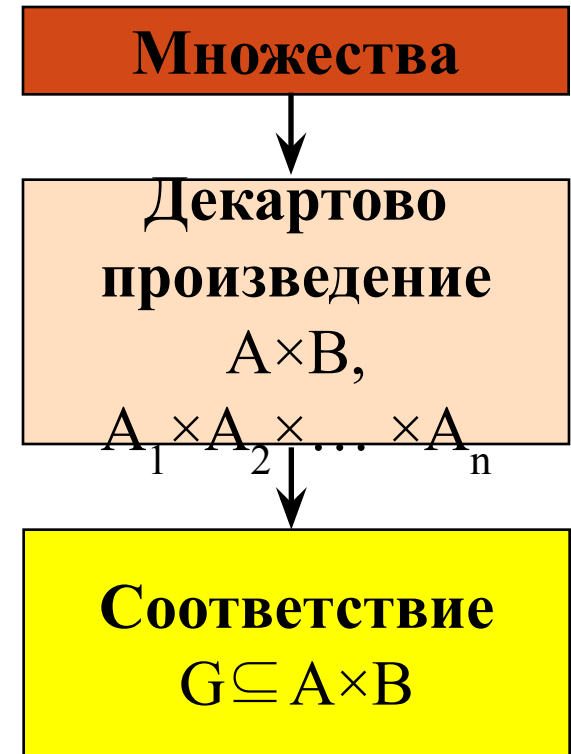 Множества
Декартово
произведение
A×B,
A₁×A₂×… ×Aₙ
Соответствие
G⊆A×B